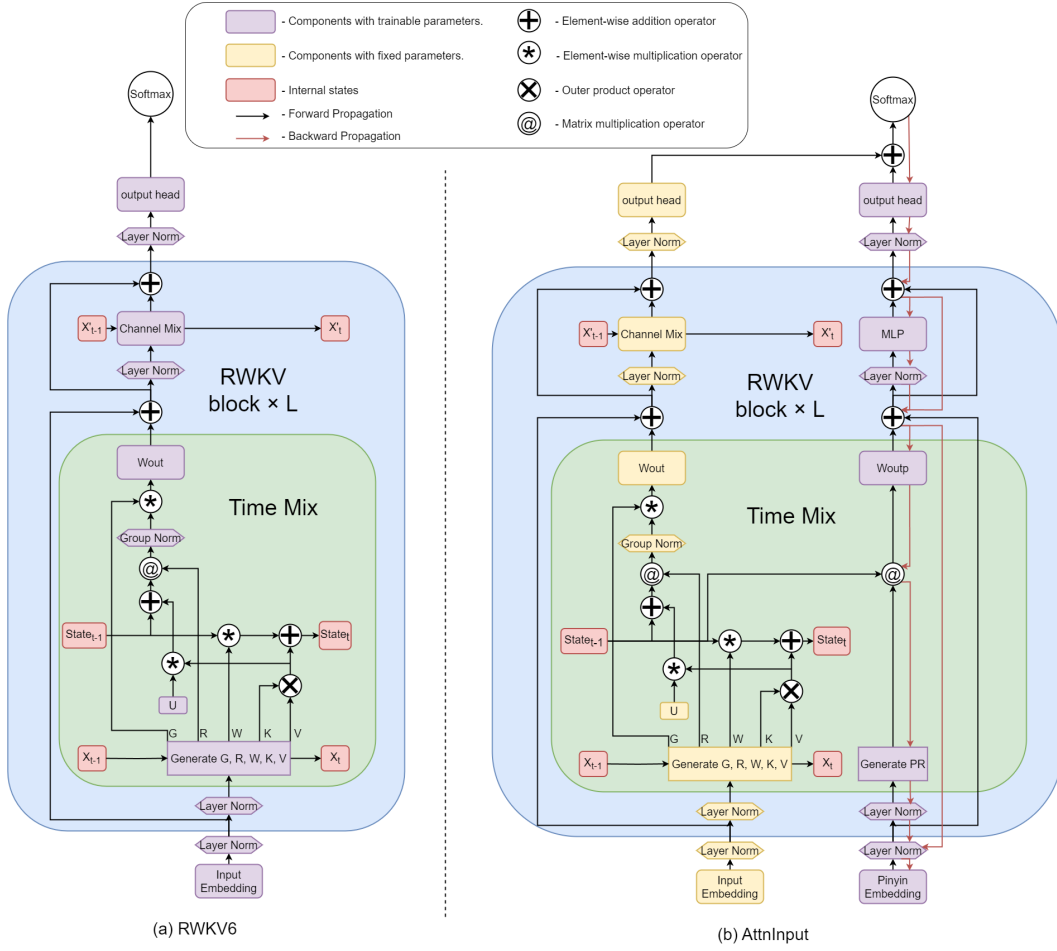 - Components with trainable parameters.
- Components with fixed parameters.
- Internal states
- Forward Propagation
- Backward Propagation
- Element-wise addition operator
- Element-wise multiplication operator
- Outer product operator
@ - Matrix multiplication operator
Softmax
output head
Layer Norm
X't-1
Channel Mix
X't
Layer Norm
RWKV
block × L
Wout
Time Mix
Group Norm
@
Statet-1
Statet
U
G R W K V
Xt-1
Generate G, R, W, K, V
Xt
Layer Norm
Layer Norm
Input
Embedding
(a) RWKV6
Softmax
output head
output head
Layer Norm
Layer Norm
X't-1
Channel Mix
X't
MLP
Layer Norm
Layer Norm
RWKV
block × L
Wout
Woutp
Time Mix
Group Norm
@
@
Statet-1
Statet
U
G R W K V
Xt-1
Generate G, R, W, K, V
Xt
Generate PR
Layer Norm
Layer Norm
Layer Norm
Layer Norm
Input
Embedding
Pinyin
Embedding
(b) AttnInput